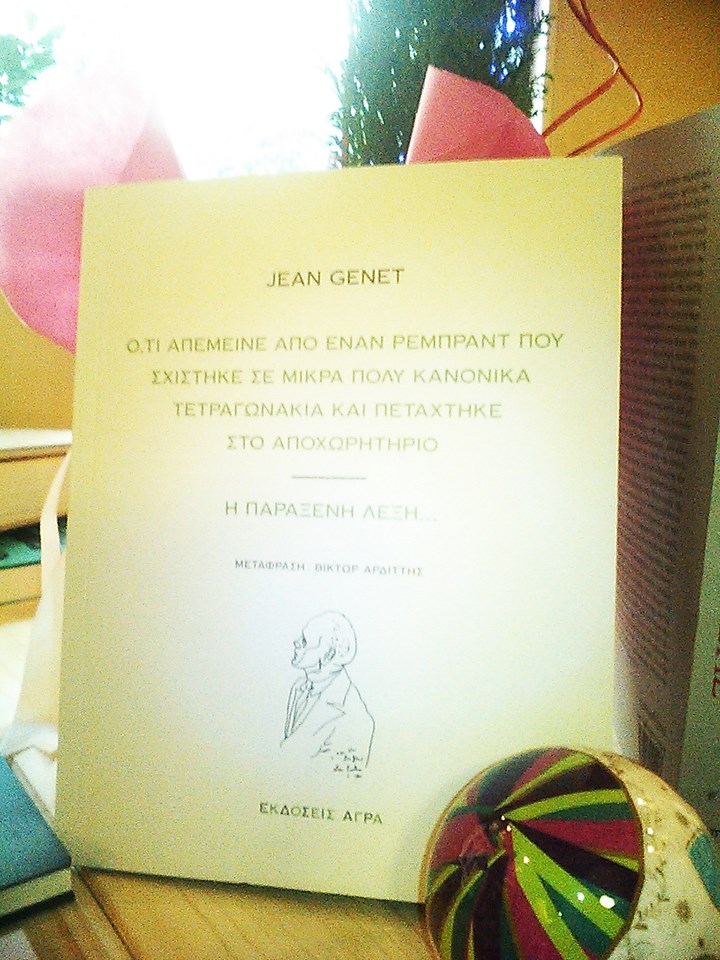 JEAN GENET
Ο,ΤΙ ΑΠΕΜΕΙΝΕ ΑΠΟ ΕΝΑΝ ΡΕΜΠΡΑΝΤ ΠΟΥ
ΣΧΙΣΤΗΚΕ ΣΕ ΜΙΚΡΑ ΠΟΛΥ ΚΑΝΟΝΙΚΑ
ΤΕΤΡΑΓΩΝΑΚΙΑ ΚΑΙ ΠΕΤΑΧΤΗΚΕ
ΣΤΟ ΑΠΟΧΩΡΗΤΗΡΙΟ
Η ΠΑΡΑΞΕΝΗ ΛΕΞΗ...
ΜΕΤΑΦΡΑΣΗ: ΒΙΚΤΩΡ ΑΡΔΙΤΤΗΣ
ΕΚΔΟΣΕΙΣ ΑΓΡΑ